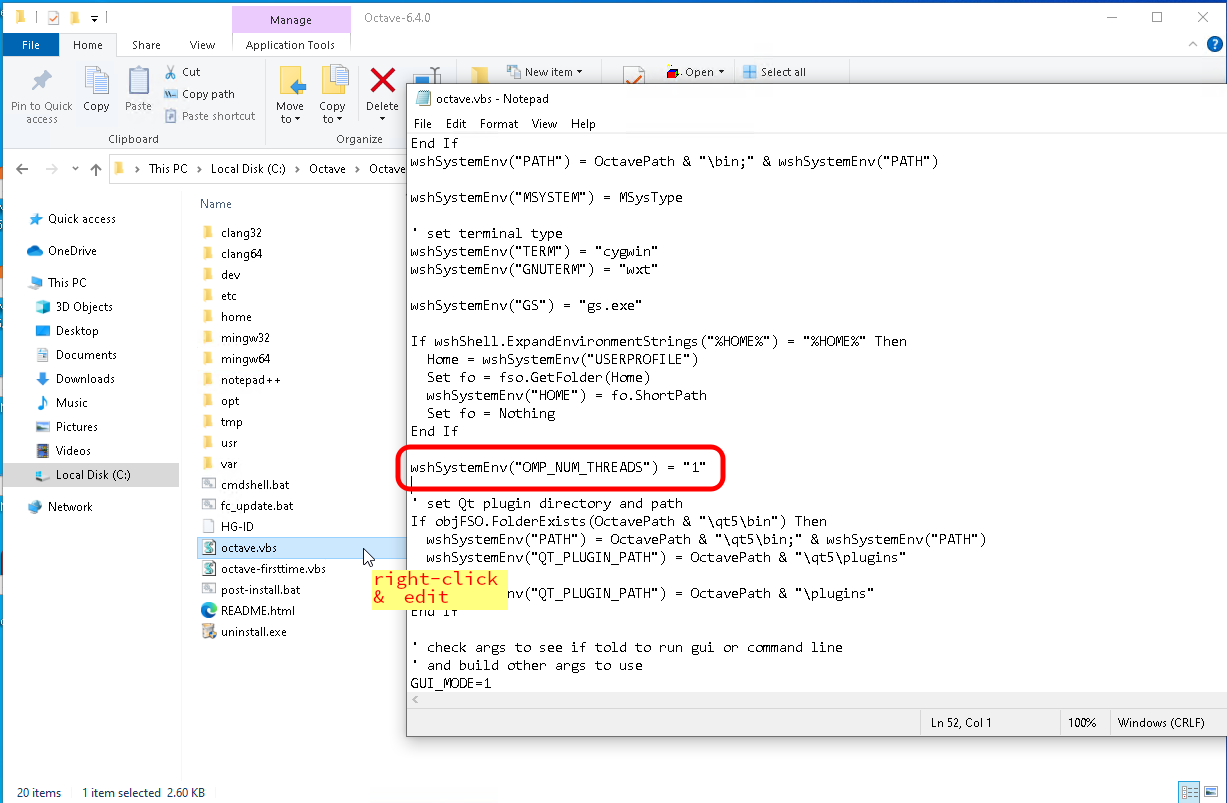 Manage
Octave-6.4.0
File
Home
Share
View
Application Tools
Pin to Quick
access
Copy
Paste
Cut
Copy path
Paste shortcut
Clipboard
Move
to
Copy
to
Delete
Organize
New item
Open
Select all
This PC
Local Disk (C:)
Octave
Octave
Quick access
OneDrive
This PC
3D Objects
Desktop
Documents
Downloads
Music
Pictures
Videos
Local Disk (C:)
Network
Name
clang32
clang64
dev
etc
home
mingw32
mingw64
notepad++
opt
tmp
usr
var
cmdshell.bat
fc_update.bat
HG-ID
octave.vbs
octave-firsttime.vbs
post-install.bat
README.html
uninstall.exe
right-click
& edit
octave.vbs - Notepad
File Edit Format View Help
End If
wshSystemEnv("PATH") = OctavePath & "\bin;" & wshSystemEnv("PATH")
wshSystemEnv("MSYSTEM") = MSysType
' set terminal type
wshSystemEnv("TERM") = "cygwin"
wshSystemEnv("GNUTERM") = "wxt"
wshSystemEnv("GS") = "gs.exe"
If wshShell.ExpandEnvironmentStrings("%HOME%") = "%HOME%" Then
Home = wshSystemEnv("USERPROFILE")
Set fo = fso.GetFolder(Home)
wshSystemEnv("HOME") = fo.ShortPath
Set fo = Nothing
End If
wshSystemEnv("OMP_NUM_THREADS") = "1"
' set Qt plugin directory and path
If objFSO.FolderExists(OctavePath & "\qt5\bin") Then
wshSystemEnv("PATH") = OctavePath & "\qt5\bin;" & wshSystemEnv("PATH")
wshSystemEnv("QT_PLUGIN_PATH") = OctavePath & "\qt5\plugins"
nv("QT_PLUGIN_PATH") = OctavePath & "\plugins"
End If
' check args to see if told to run gui or command line
' and build other args to use
GUI_MODE=1
Ln 52, Col 1
100%
Windows (CRLF)
20 items
1 item selected 2.60 KB